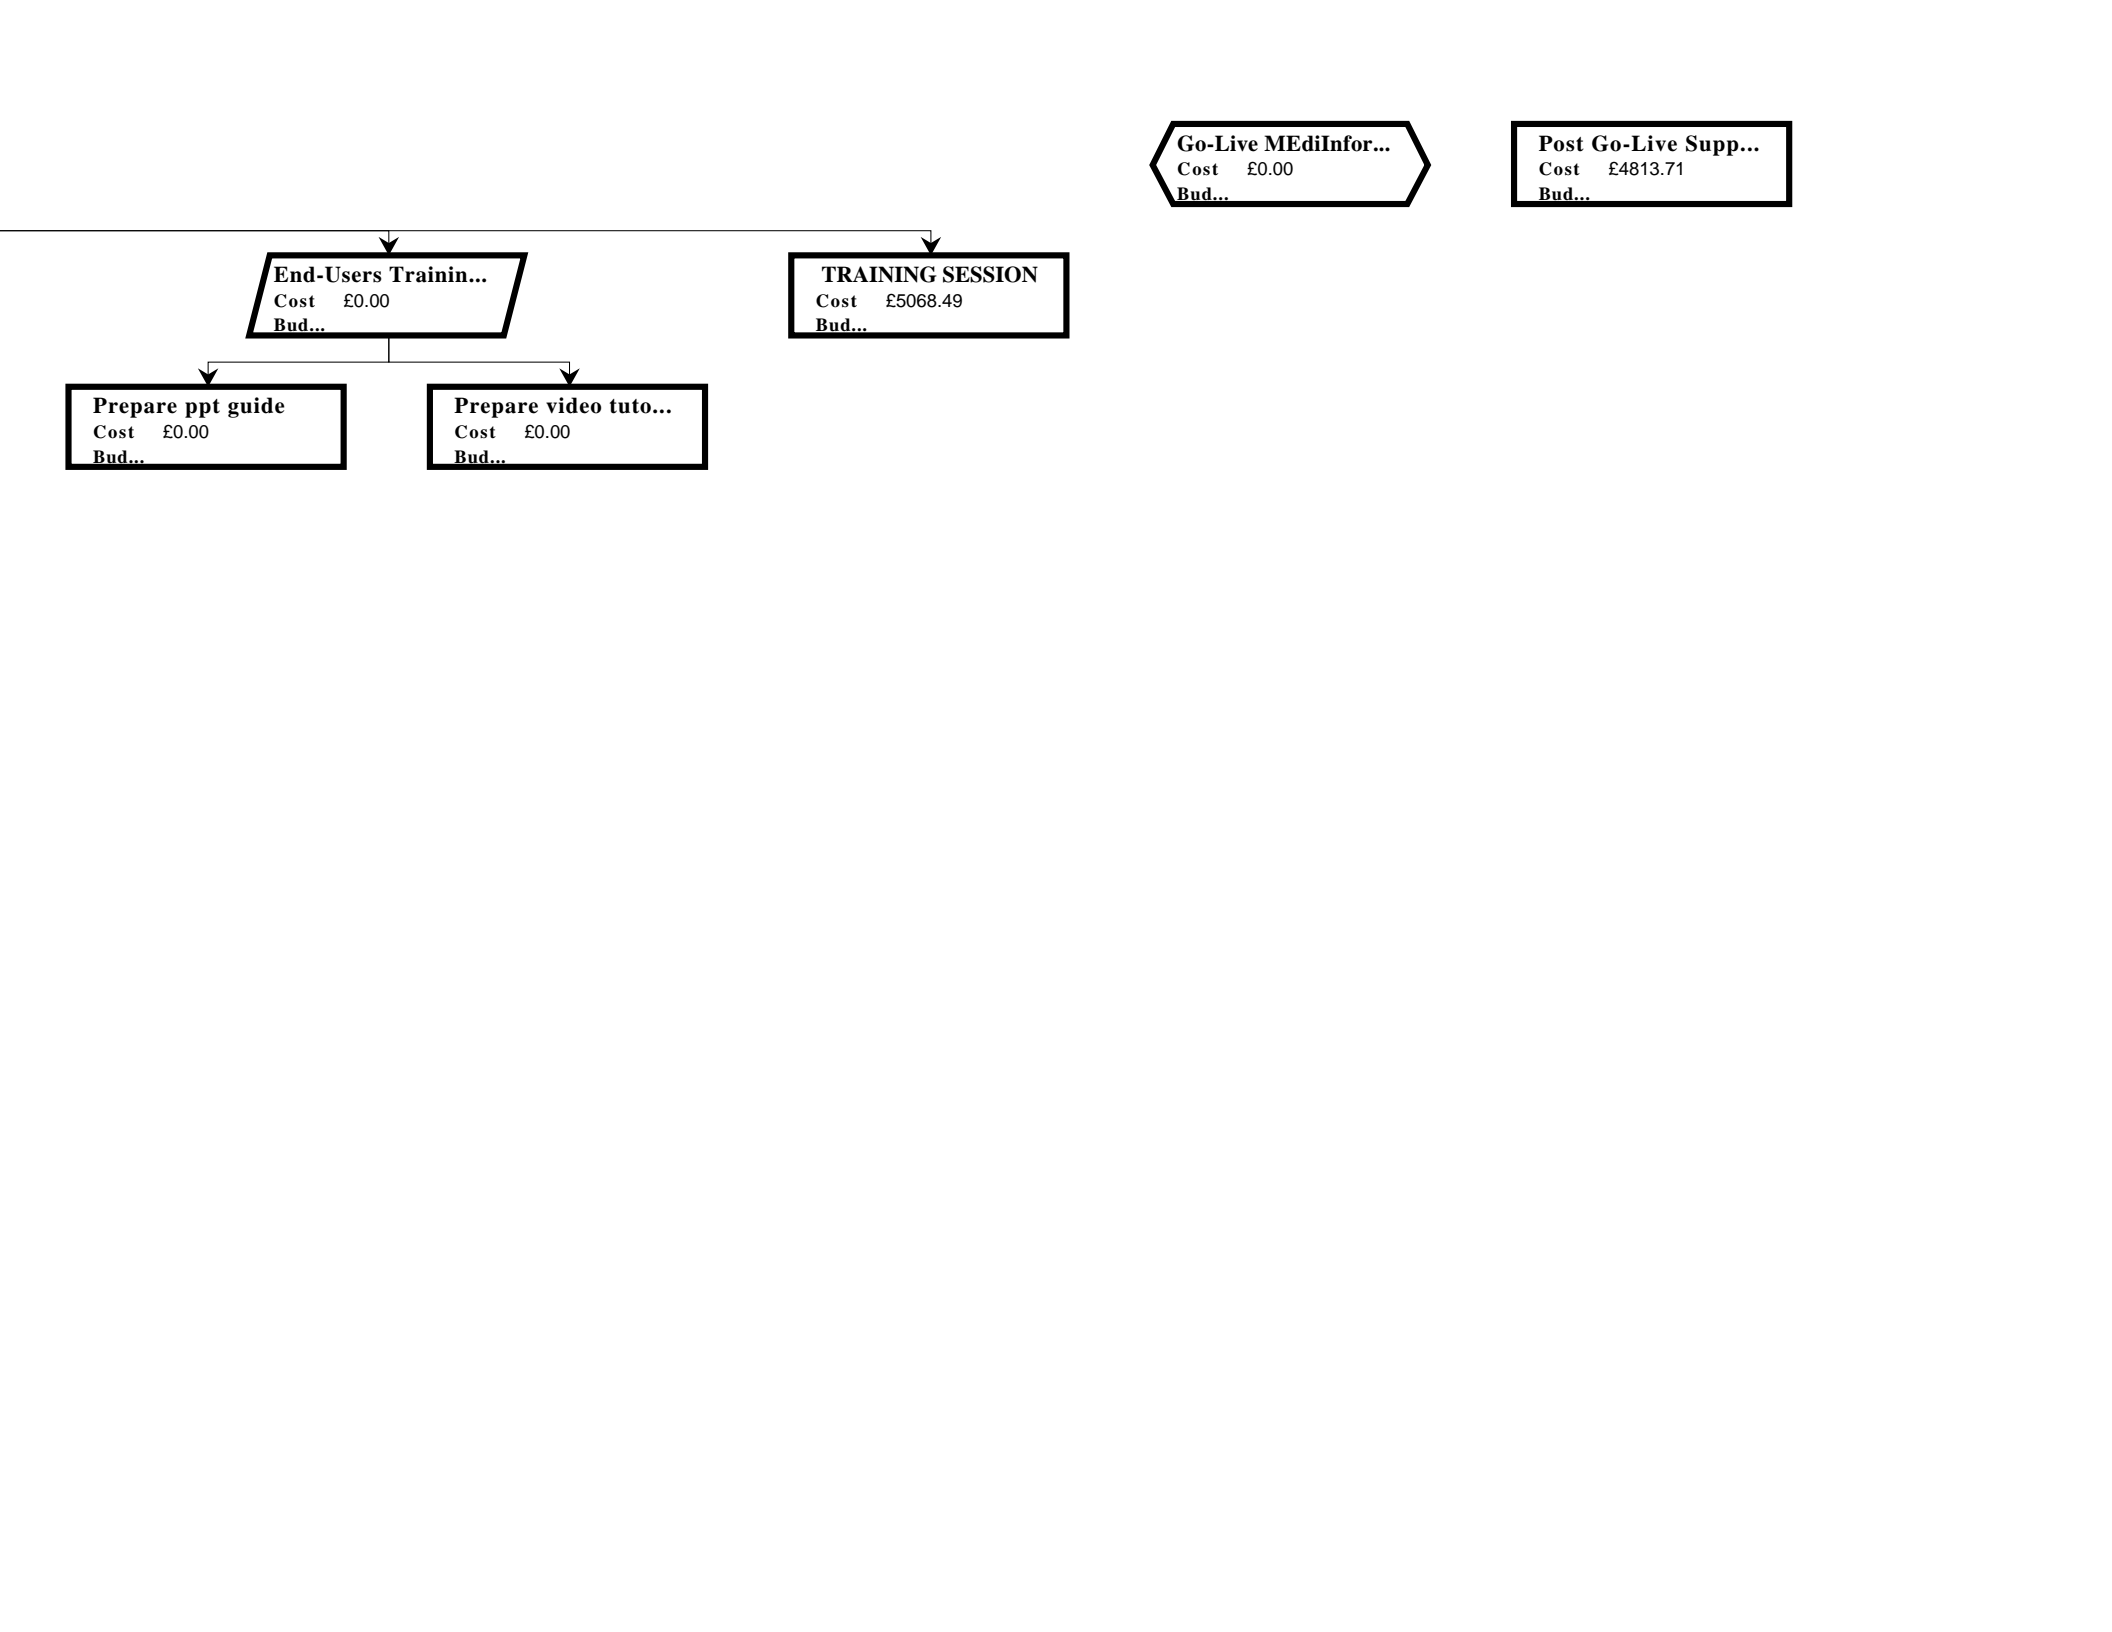 Go-Live MEdiInfor...
Cost £0.00
Bud...
Post Go-Live Supp...
Cost £4813.71
Bud...
End-Users Trainin...
Cost £0.00
Bud...
TRAINING SESSION
Cost £5068.49
Bud...
Prepare ppt guide
Cost £0.00
Bud...
Prepare video tuto...
Cost £0.00
Bud...